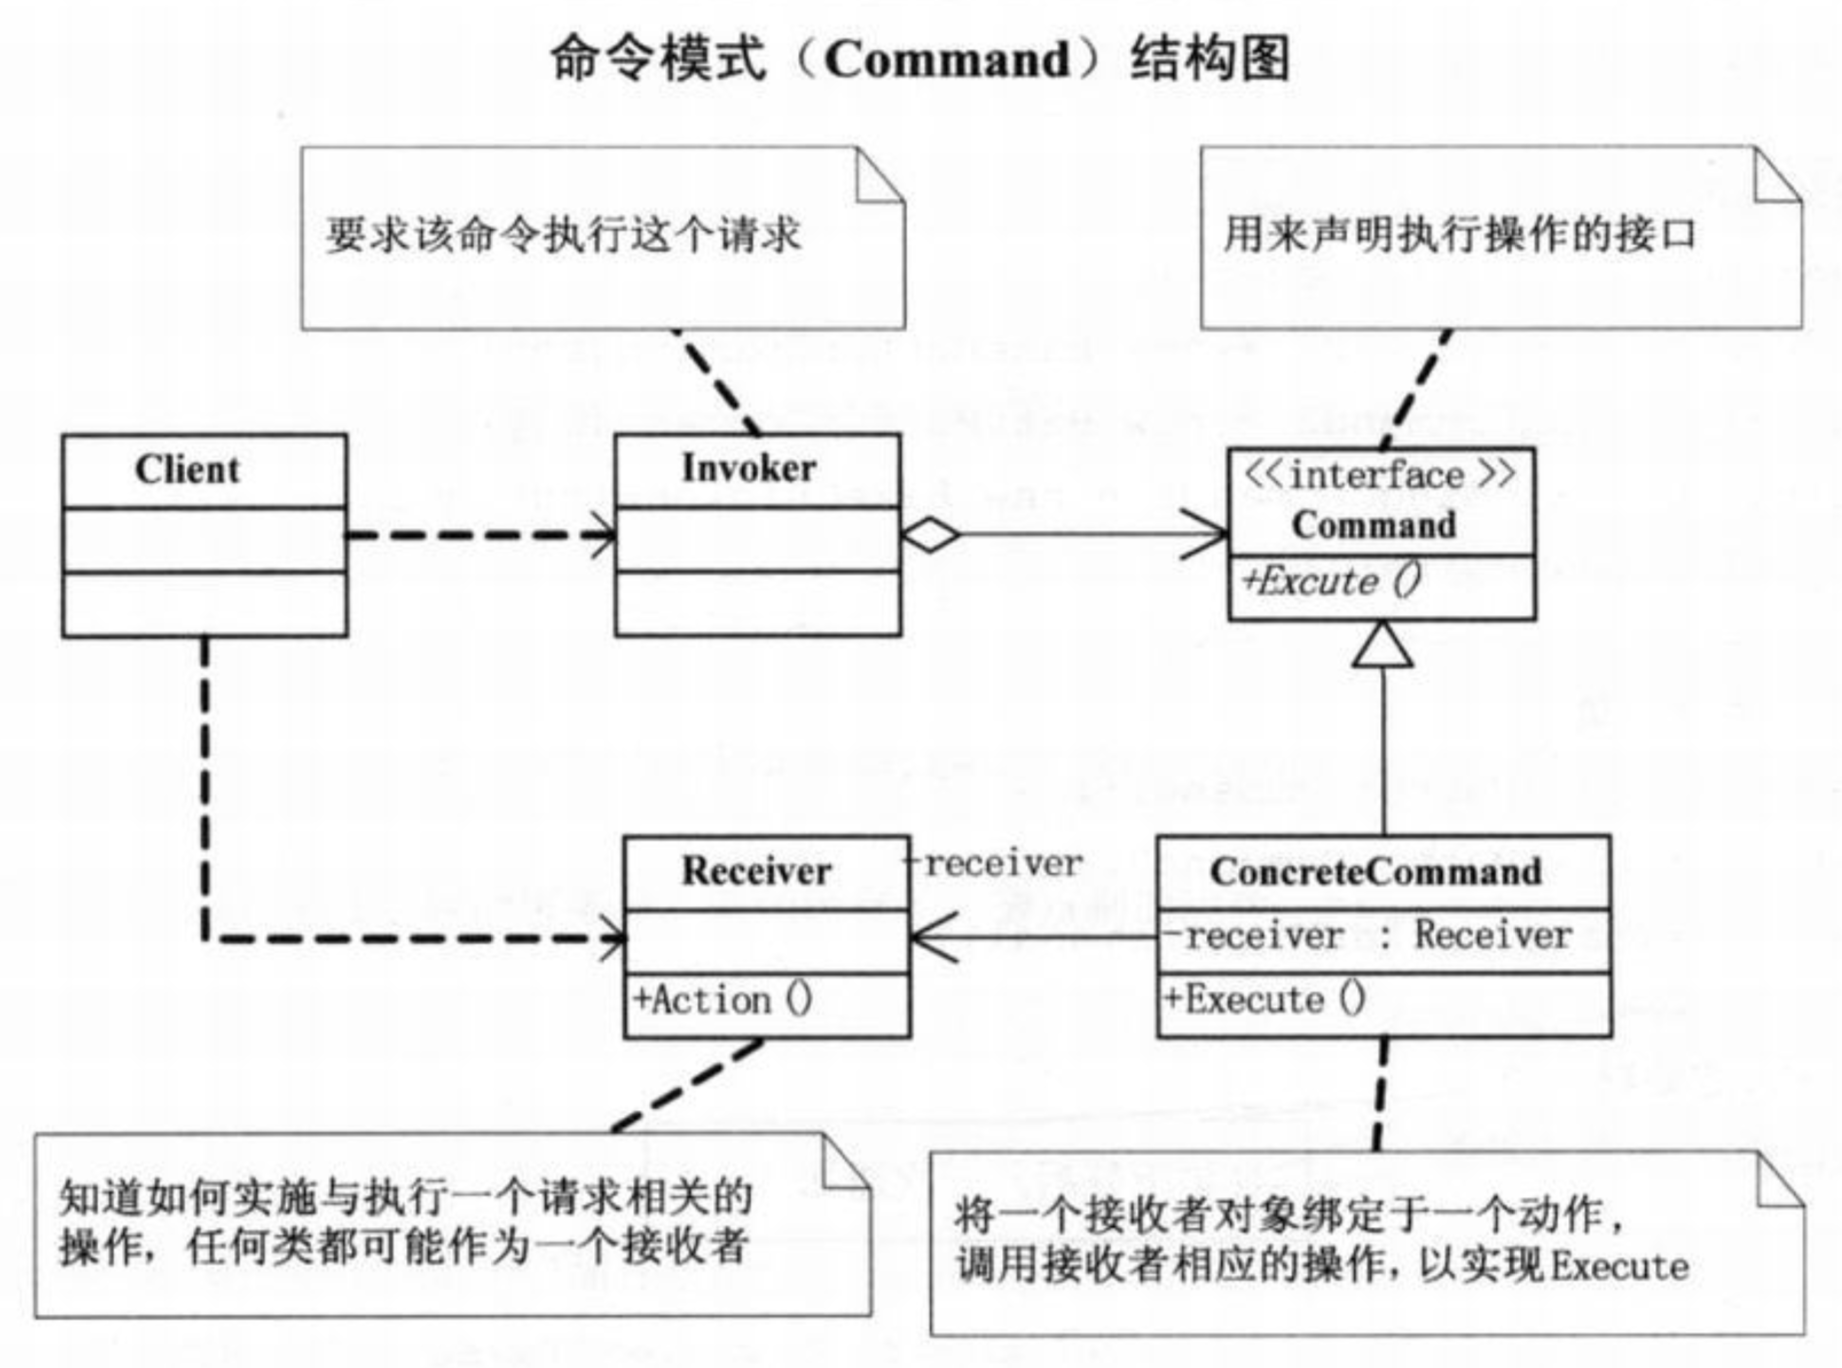 命令模式（Command）结构图
要求该命令执行这个请求
用来声明执行操作的接口
Client
Invoker
<<interface >>
Command
+Excute ()
Receiver
-receiver
ConcreteCommand
-receiver : Receiver
+Action ()
+Execute ()
知道如何实施与执行一个请求相关的
操作，任何类都可能作为一个接收者
将一个接收者对象绑定于一个动作，
调用接收者相应的操作，以实现Execute